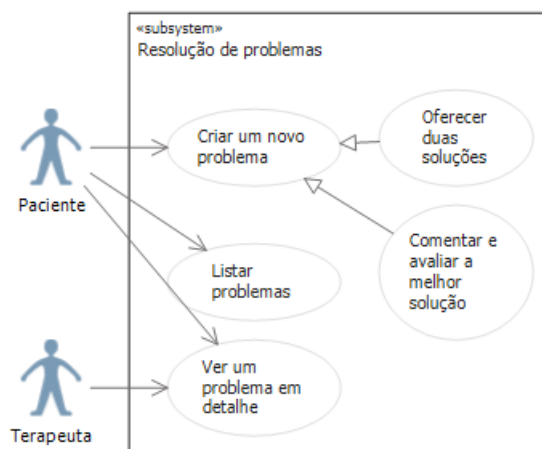 «subsystem»
Resolução de problemas
Criar um novo
problema
Oferecer
duas
soluções
Paciente
Comentar e
avaliar a
melhor
solução
Listar
problemas
Ver um
problema em
detalhe
Terapeuta